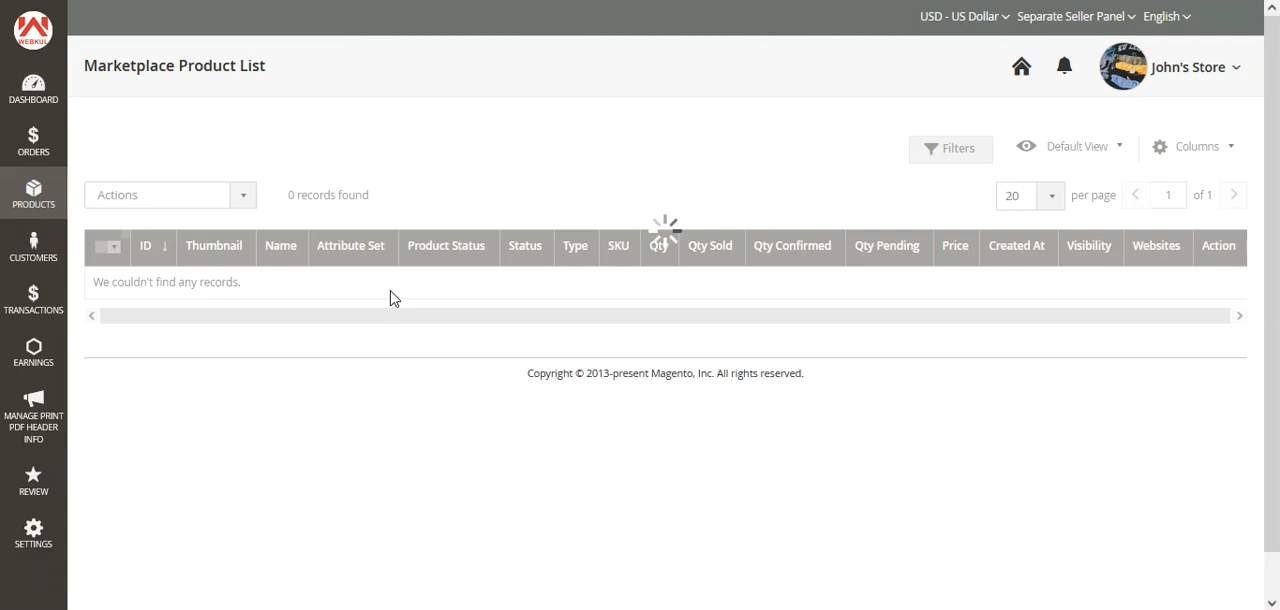 USD - US Dollar Separate Seller Panel English
WEBKUL
Marketplace Product List
John's Store
DASHBOARD
ORDERS
PRODUCTS
CUSTOMERS
TRANSACTIONS
EARNINGS
MANAGE PRINT
PDF HEADER
INFO
REVIEW
SETTINGS
Filters Default View Columns
Actions 0 records found 20 per page 1 of 1
ID ↓ Thumbnail Name Attribute Set Product Status Status Type SKU Qty Qty Sold Qty Confirmed Qty Pending Price Created At Visibility Websites Action
We couldn't find any records.
Copyright © 2013-present Magento, Inc. All rights reserved.